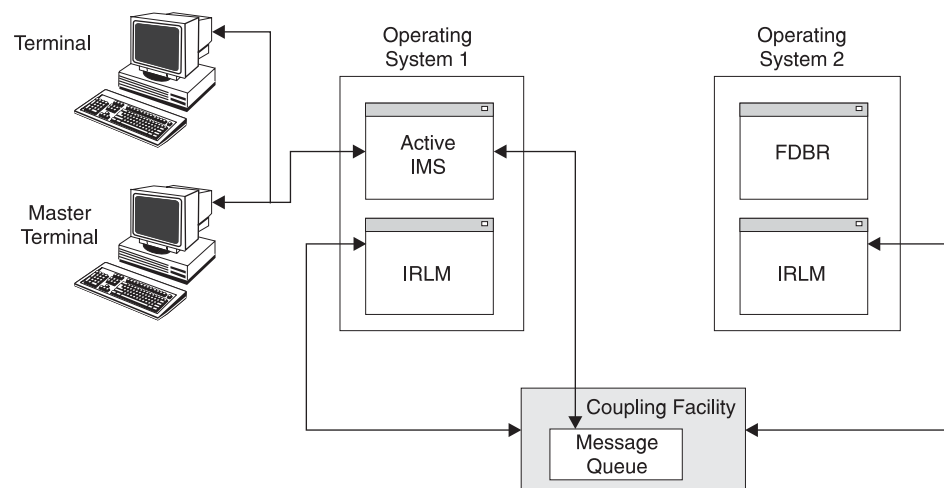 Terminal
Master
Terminal
Operating
System 1
Active
IMS
IRLM
Operating
System 2
FDBR
IRLM
Coupling Facility
Message
Queue